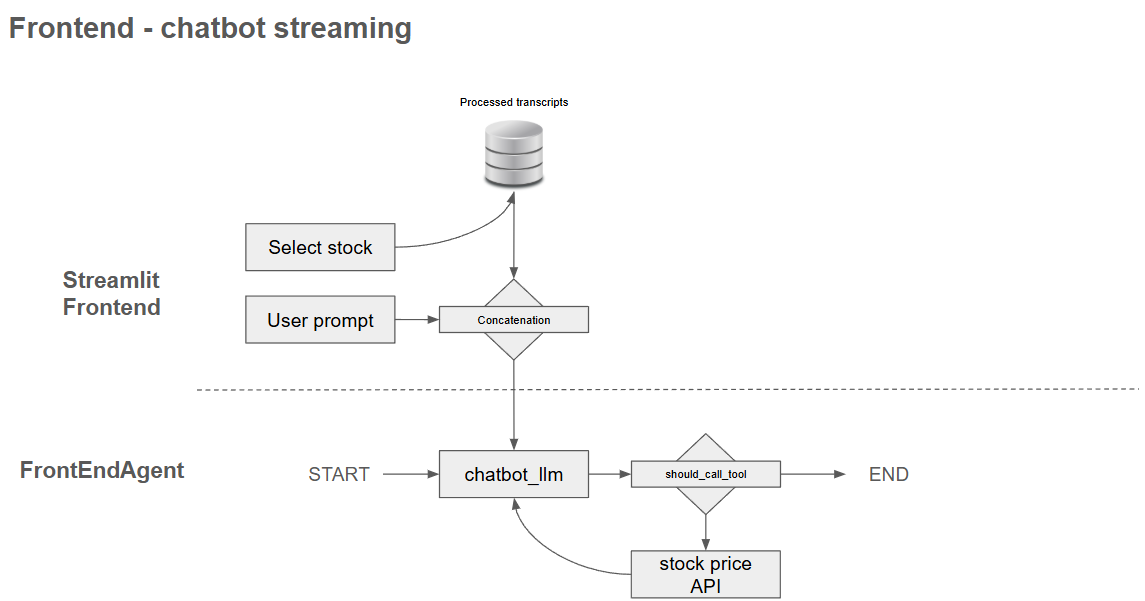 Frontend - chatbot streaming
Processed transcripts
Select stock
Streamlit
Frontend
User prompt
Concatenation
FrontEndAgent
START
chatbot_llm
should_call_tool
END
stock price
API